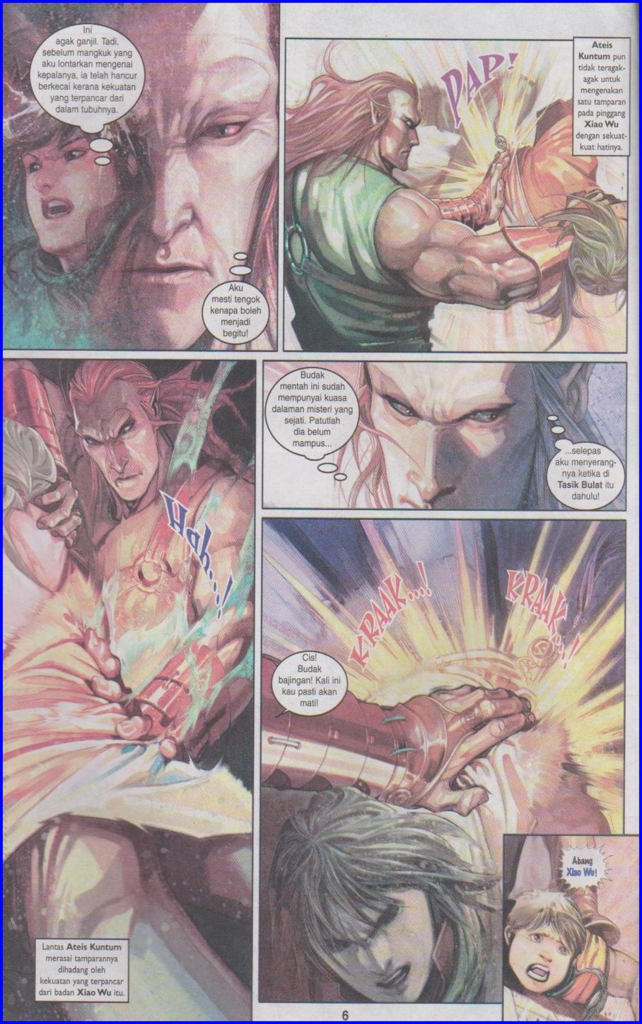 Ini
agak ganjil. Tadi,
sebelum mangkuk yang
aku lontarkan mengenai
kepalanya, ia telah hancur
berkecai kerana kekuatan
yang terpancar dari
dalam tubuhnya.
Aku
mesti tengok
kenapa boleh
menjadi
begitu!
PAP!
Ateis
Kuntum pun
tidak teragak-
agak untuk
mengenakan
satu tamparan
pada pinggang
Xiao Wu
dengan sekuat-
kuat hatinya.
Hah...!
Lantas Ateis Kuntum
merasai tamparannya
dihadang oleh
kekuatan yang terpancar
dari badan Xiao Wu itu.
Budak
mentah ini sudah
mempunyai kuasa
dalaman misteri yang
sejati. Patutlah
dia belum
mampus...
...selepas
aku menyerang-
nya ketika di
Tasik Bulat itu
dahulu!
KRAAK...!
KRAAK...!
Cis!
Budak
bajingan! Kali ini
kau pasti akan
mati!
Abang
Xiao Wu!
6